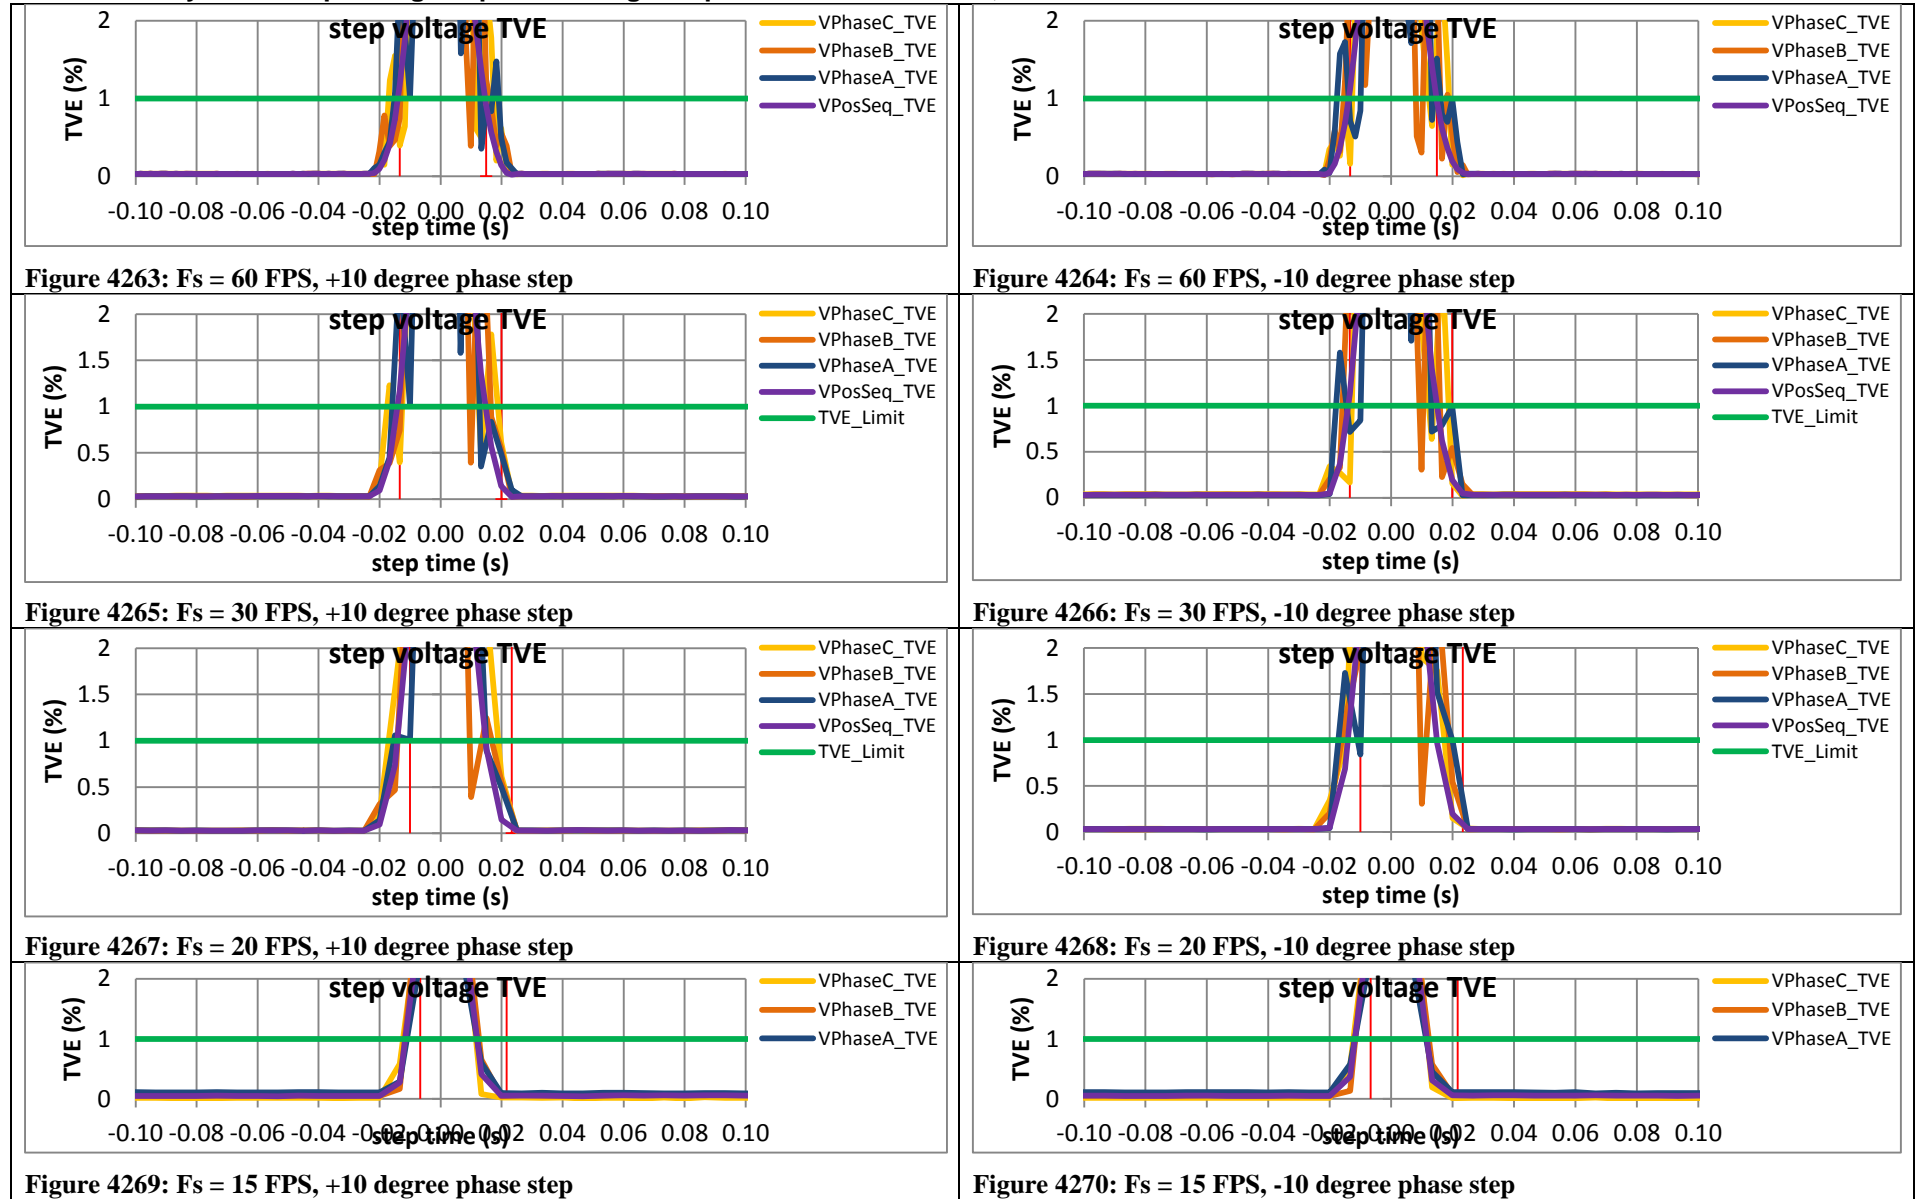 step voltage TVE
2
1
0
TVE (%)
-0.10 -0.08 -0.06 -0.04 -0.02 0.00 0.02 0.04 0.06 0.08 0.10
step time (s)
VPhaseC_TVE
VPhaseB_TVE
VPhaseA_TVE
VPosSeq_TVE
Figure 4263: Fs = 60 FPS, +10 degree phase step
step voltage TVE
2
1
0
TVE (%)
-0.10 -0.08 -0.06 -0.04 -0.02 0.00 0.02 0.04 0.06 0.08 0.10
step time (s)
VPhaseC_TVE
VPhaseB_TVE
VPhaseA_TVE
VPosSeq_TVE
Figure 4264: Fs = 60 FPS, -10 degree phase step
step voltage TVE
2
1.5
1
0.5
0
TVE (%)
-0.10 -0.08 -0.06 -0.04 -0.02 0.00 0.02 0.04 0.06 0.08 0.10
step time (s)
VPhaseC_TVE
VPhaseB_TVE
VPhaseA_TVE
VPosSeq_TVE
TVE_Limit
Figure 4265: Fs = 30 FPS, +10 degree phase step
step voltage TVE
2
1.5
1
0.5
0
TVE (%)
-0.10 -0.08 -0.06 -0.04 -0.02 0.00 0.02 0.04 0.06 0.08 0.10
step time (s)
VPhaseC_TVE
VPhaseB_TVE
VPhaseA_TVE
VPosSeq_TVE
TVE_Limit
Figure 4266: Fs = 30 FPS, -10 degree phase step
step voltage TVE
2
1.5
1
0.5
0
TVE (%)
-0.10 -0.08 -0.06 -0.04 -0.02 0.00 0.02 0.04 0.06 0.08 0.10
step time (s)
VPhaseC_TVE
VPhaseB_TVE
VPhaseA_TVE
VPosSeq_TVE
TVE_Limit
Figure 4267: Fs = 20 FPS, +10 degree phase step
step voltage TVE
2
1.5
1
0.5
0
TVE (%)
-0.10 -0.08 -0.06 -0.04 -0.02 0.00 0.02 0.04 0.06 0.08 0.10
step time (s)
VPhaseC_TVE
VPhaseB_TVE
VPhaseA_TVE
VPosSeq_TVE
TVE_Limit
Figure 4268: Fs = 20 FPS, -10 degree phase step
step voltage TVE
2
1
0
TVE (%)
-0.10 -0.08 -0.06 -0.04 -0.02 0.00 0.02 0.04 0.06 0.08 0.10
step time (s)
VPhaseC_TVE
VPhaseB_TVE
VPhaseA_TVE
Figure 4269: Fs = 15 FPS, +10 degree phase step
step voltage TVE
2
1
0
TVE (%)
-0.10 -0.08 -0.06 -0.04 -0.02 0.00 0.02 0.04 0.06 0.08 0.10
step time (s)
VPhaseC_TVE
VPhaseB_TVE
VPhaseA_TVE
Figure 4270: Fs = 15 FPS, -10 degree phase step